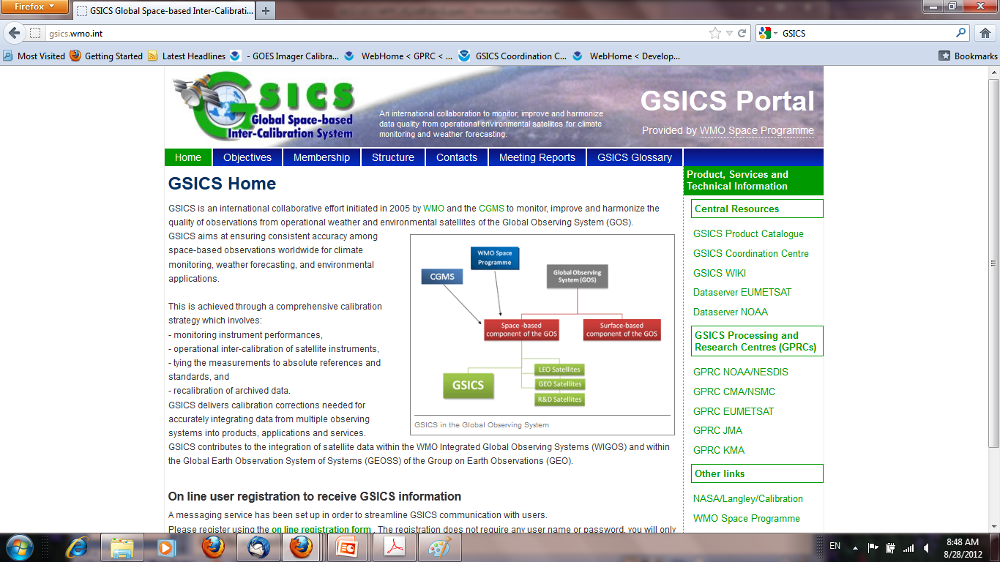 Firefox
GSICS Global Space-based Inter-Calibrati...
gsics.wmo.int
GSICS
Most Visited
Getting Started
Latest Headlines
- GOES Imager Calibra...
WebHome < GPRC < ...
GSICS Coordination C...
WebHome < Develop...
Bookmarks
GSICS
Global Space-based
Inter-Calibration System
An international collaboration to monitor, improve and harmonize
data quality from operational environmental satellites for climate
monitoring and weather forecasting.
GSICS Portal
Provided by WMO Space Programme
Home
Objectives
Membership
Structure
Contacts
Meeting Reports
GSICS Glossary
GSICS Home
GSICS is an international collaborative effort initiated in 2005 by WMO and the CGMS to monitor, improve and harmonize the
quality of observations from operational weather and environmental satellites of the Global Observing System (GOS).
GSICS aims at ensuring consistent accuracy among
space-based observations worldwide for climate
monitoring, weather forecasting, and environmental
applications.
This is achieved through a comprehensive calibration
strategy which involves:
- monitoring instrument performances,
- operational inter-calibration of satellite instruments,
- tying the measurements to absolute references and
standards, and
- recalibration of archived data.
GSICS delivers calibration corrections needed for
accurately integrating data from multiple observing
systems into products, applications and services.
GSICS contributes to the integration of satellite data within the WMO Integrated Global Observing Systems (WIGOS) and within
the Global Earth Observation System of Systems (GEOSS) of the Group on Earth Observations (GEO).
WMO Space
Programme
CGMS
Global Observing
System (GOS)
Space -based
component of the GOS
Surface-based
component of the GOS
GSICS
LEO Satellites
GEO Satellites
R&D Satellites
GSICS in the Global Observing System
On line user registration to receive GSICS information
A messaging service has been set up in order to streamline GSICS communication with users.
Please register using the on line registration form . The registration does not require any user name or password, you will only
Product, Services and
Technical Information
Central Resources
GSICS Product Catalogue
GSICS Coordination Centre
GSICS WIKI
Dataserver EUMETSAT
Dataserver NOAA
GSICS Processing and
Research Centres (GPRCs)
GPRC NOAA/NESDIS
GPRC CMA/NSMC
GPRC EUMETSAT
GPRC JMA
GPRC KMA
Other links
NASA/Langley/Calibration
WMO Space Programme
EN
8:48 AM
8/28/2012